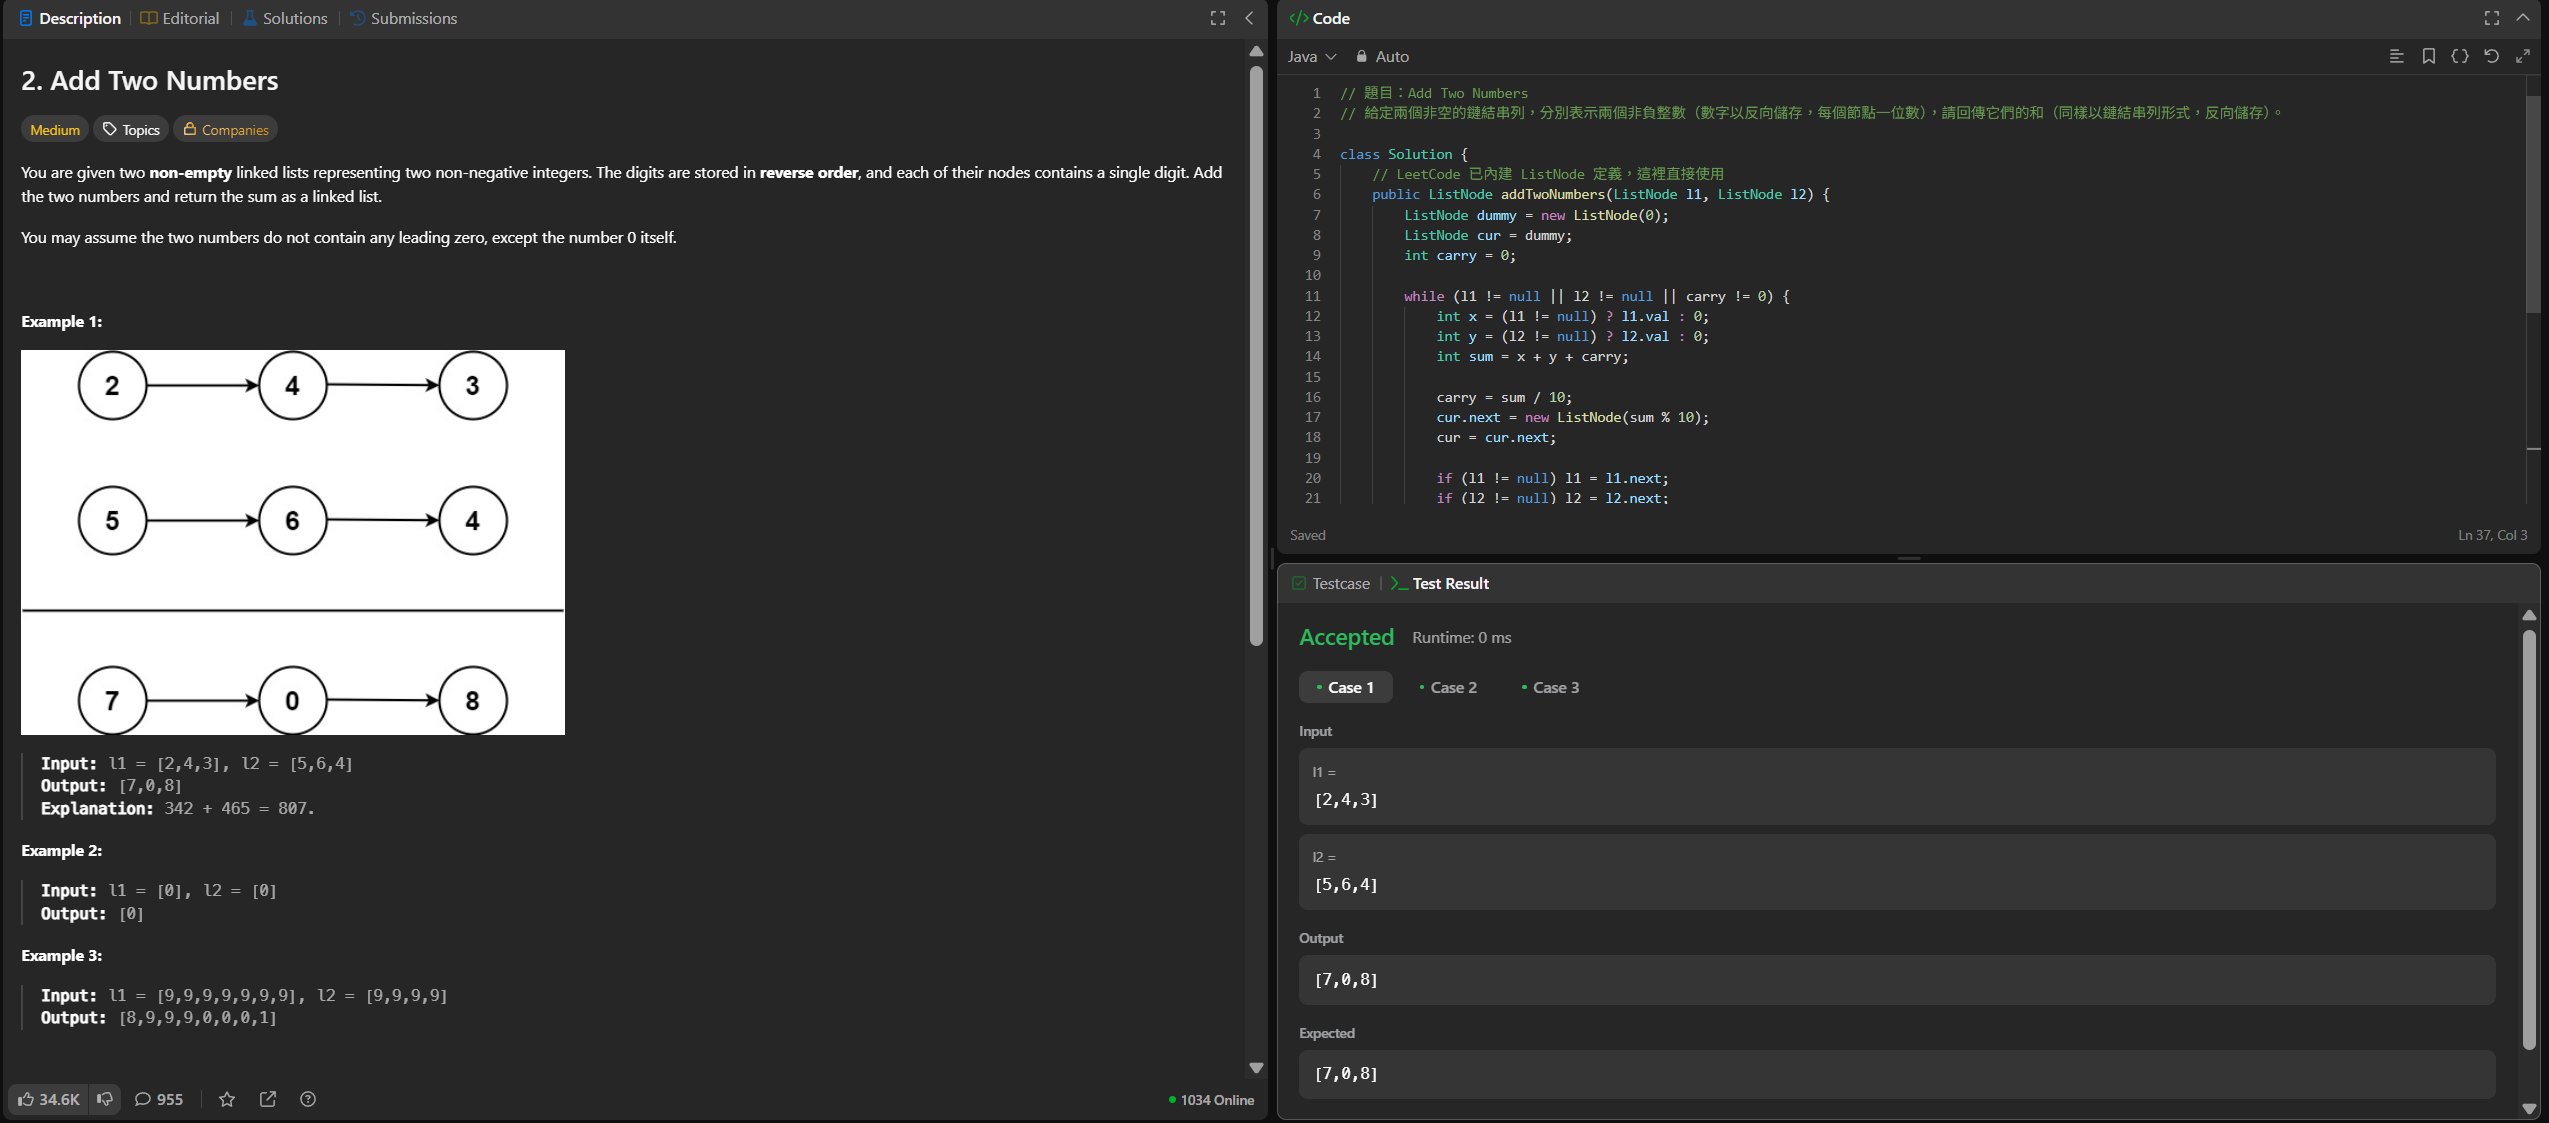 Description
Editorial
Solutions
Submissions
2. Add Two Numbers
Medium
Topics
Companies
You are given two non-empty linked lists representing two non-negative integers. The digits are stored in reverse order, and each of their nodes contains a single digit. Add
the two numbers and return the sum as a linked list.
You may assume the two numbers do not contain any leading zero, except the number 0 itself.
Example 1:
2 4 3
5 6 4
7 0 8
Input: l1 = [2,4,3], l2 = [5,6,4]
Output: [7,0,8]
Explanation: 342 + 465 = 807.
Example 2:
Input: l1 = [0], l2 = [0]
Output: [0]
Example 3:
Input: l1 = [9,9,9,9,9,9,9], l2 = [9,9,9,9]
Output: [8,9,9,9,0,0,0,1]
34.6K
955
1034 Online
</> Code
Java
Auto
1 // 題目：Add Two Numbers
2 // 給定兩個非空的鏈結串列，分別表示兩個非負整數（數字以反向儲存，每個節點一位數），請回傳它們的和（同樣以鏈結串列形式，反向儲存）。
3
4 class Solution {
5 // LeetCode 已內建 ListNode 定義，這裡直接使用
6 public ListNode addTwoNumbers(ListNode l1, ListNode l2) {
7 ListNode dummy = new ListNode(0);
8 ListNode cur = dummy;
9 int carry = 0;
10
11 while (l1 != null || l2 != null || carry != 0) {
12 int x = (l1 != null) ? l1.val : 0;
13 int y = (l2 != null) ? l2.val : 0;
14 int sum = x + y + carry;
15
16 carry = sum / 10;
17 cur.next = new ListNode(sum % 10);
18 cur = cur.next;
19
20 if (l1 != null) l1 = l1.next;
21 if (l2 != null) l2 = l2.next;
Saved
Ln 37, Col 3
Testcase
Test Result
Accepted
Runtime: 0 ms
Case 1
Case 2
Case 3
Input
l1 =
[2,4,3]
l2 =
[5,6,4]
Output
[7,0,8]
Expected
[7,0,8]